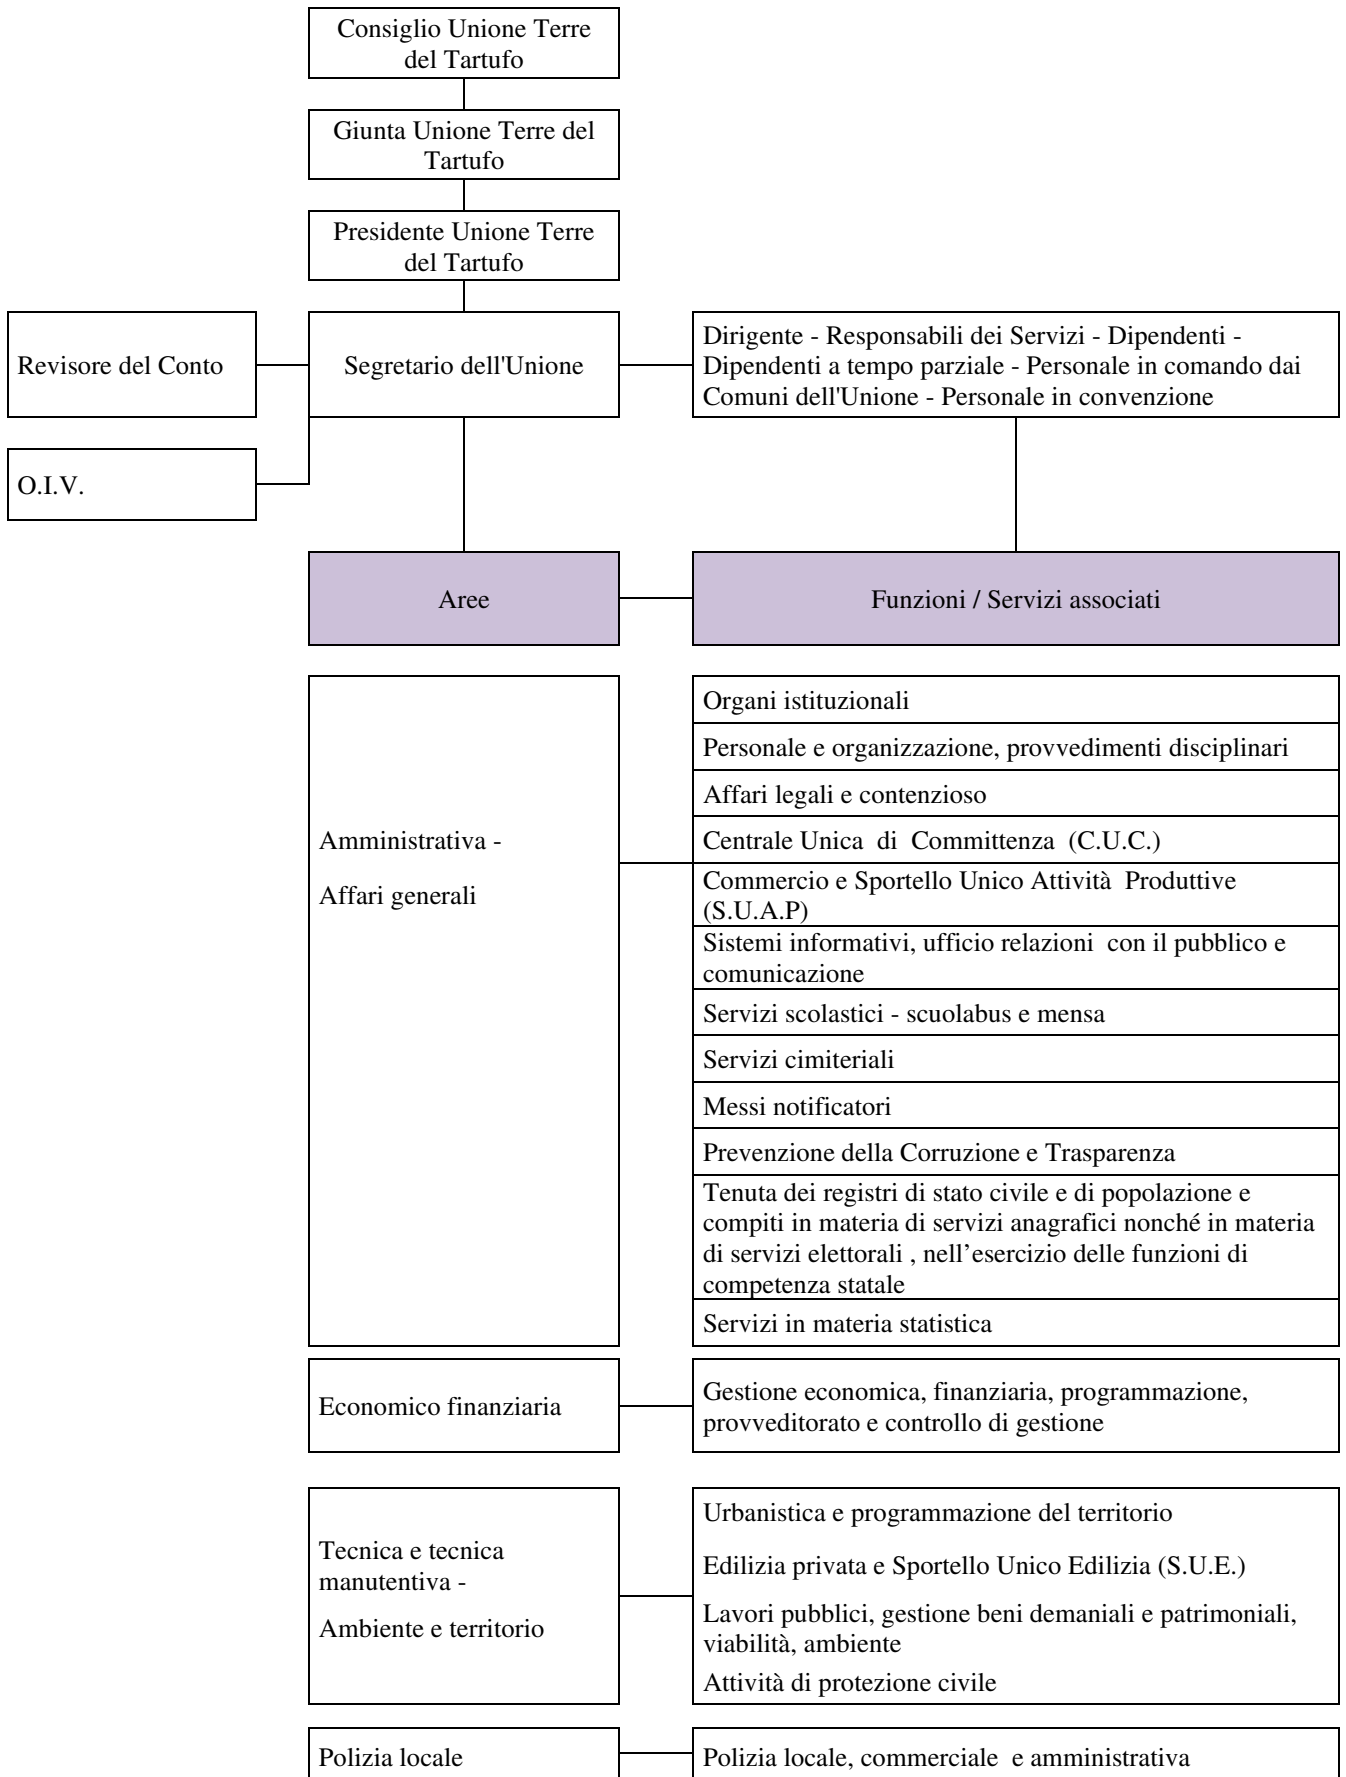 Consiglio Unione Terre
del Tartufo
Giunta Unione Terre del
Tartufo
Presidente Unione Terre
del Tartufo
Revisore del Conto
Segretario dell'Unione
Dirigente - Responsabili dei Servizi - Dipendenti -
Dipendenti a tempo parziale - Personale in comando dai
Comuni dell'Unione - Personale in convenzione
O.I.V.
Aree
Funzioni / Servizi associati
Amministrativa -
Affari generali
Organi istituzionali
Personale e organizzazione, provvedimenti disciplinari
Affari legali e contenzioso
Centrale Unica  di  Committenza  (C.U.C.)
Commercio e Sportello Unico Attività  Produttive
(S.U.A.P)
Sistemi informativi, ufficio relazioni  con il pubblico e
comunicazione
Servizi scolastici - scuolabus e mensa
Servizi cimiteriali
Messi notificatori
Prevenzione della Corruzione e Trasparenza
Tenuta dei registri di stato civile e di popolazione e
compiti in materia di servizi anagrafici nonché in materia
di servizi elettorali , nell’esercizio delle funzioni di
competenza statale
Servizi in materia statistica
Economico finanziaria
Gestione economica, finanziaria, programmazione,
provveditorato e controllo di gestione
Tecnica e tecnica
manutentiva -
Ambiente e territorio
Urbanistica e programmazione del territorio
Edilizia privata e Sportello Unico Edilizia (S.U.E.)
Lavori pubblici, gestione beni demaniali e patrimoniali,
viabilità, ambiente
Attività di protezione civile
Polizia locale
Polizia locale, commerciale  e amministrativa